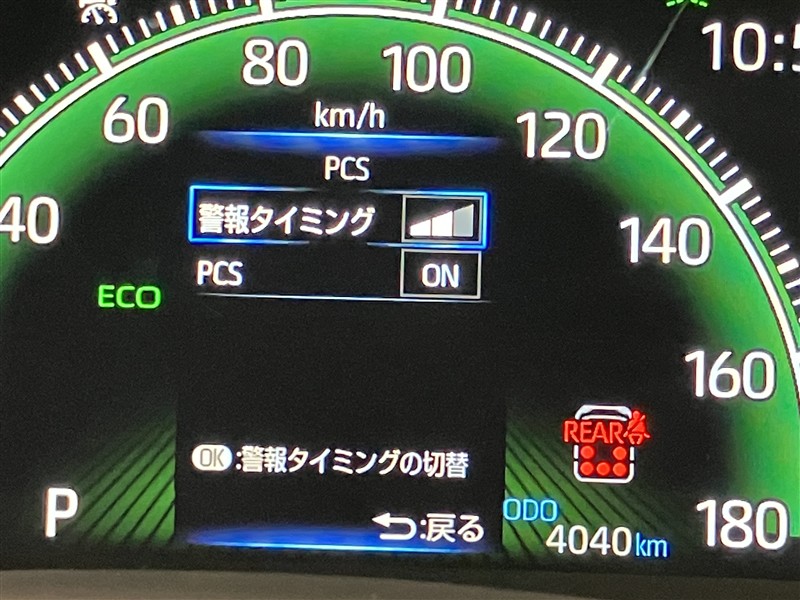 10:5
80
100
60
km/h
120
PCS
40
警報タイミング
140
PCS ON
ECO
160
REAR
OK:警報タイミングの切替
P
ODO
180
:戻る
4040km